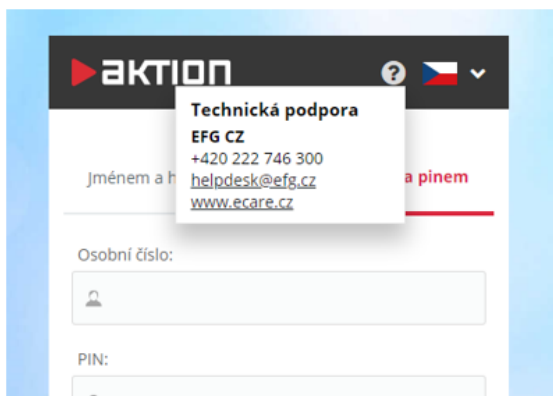 aktion
Technická podpora
EFG CZ
+420 222 746 300
helpdesk@efg.cz
www.ecare.cz
Jménem a h
a pinem
Osobní číslo:
PIN: